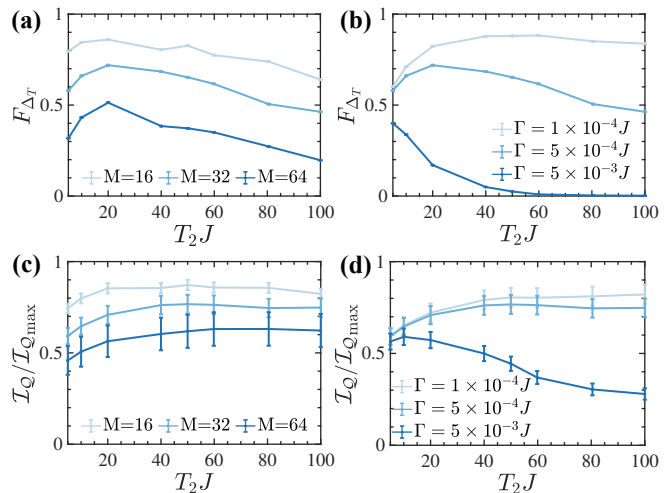 (a)
1
0.5
0
F_{Δ_T}
M=16 M=32 M=64
20 40 60 80 100
T_2J
(b)
1
0.5
0
F_{Δ_T}
Γ = 1 × 10^{-4}J
Γ = 5 × 10^{-4}J
Γ = 5 × 10^{-3}J
20 40 60 80 100
T_2J
(c)
1
0.5
0
I_Q/I_{Q_{max}}
M=16 M=32 M=64
20 40 60 80 100
T_2J
(d)
1
0.5
0
I_Q/I_{Q_{max}}
Γ = 1 × 10^{-4}J
Γ = 5 × 10^{-4}J
Γ = 5 × 10^{-3}J
20 40 60 80 100
T_2J